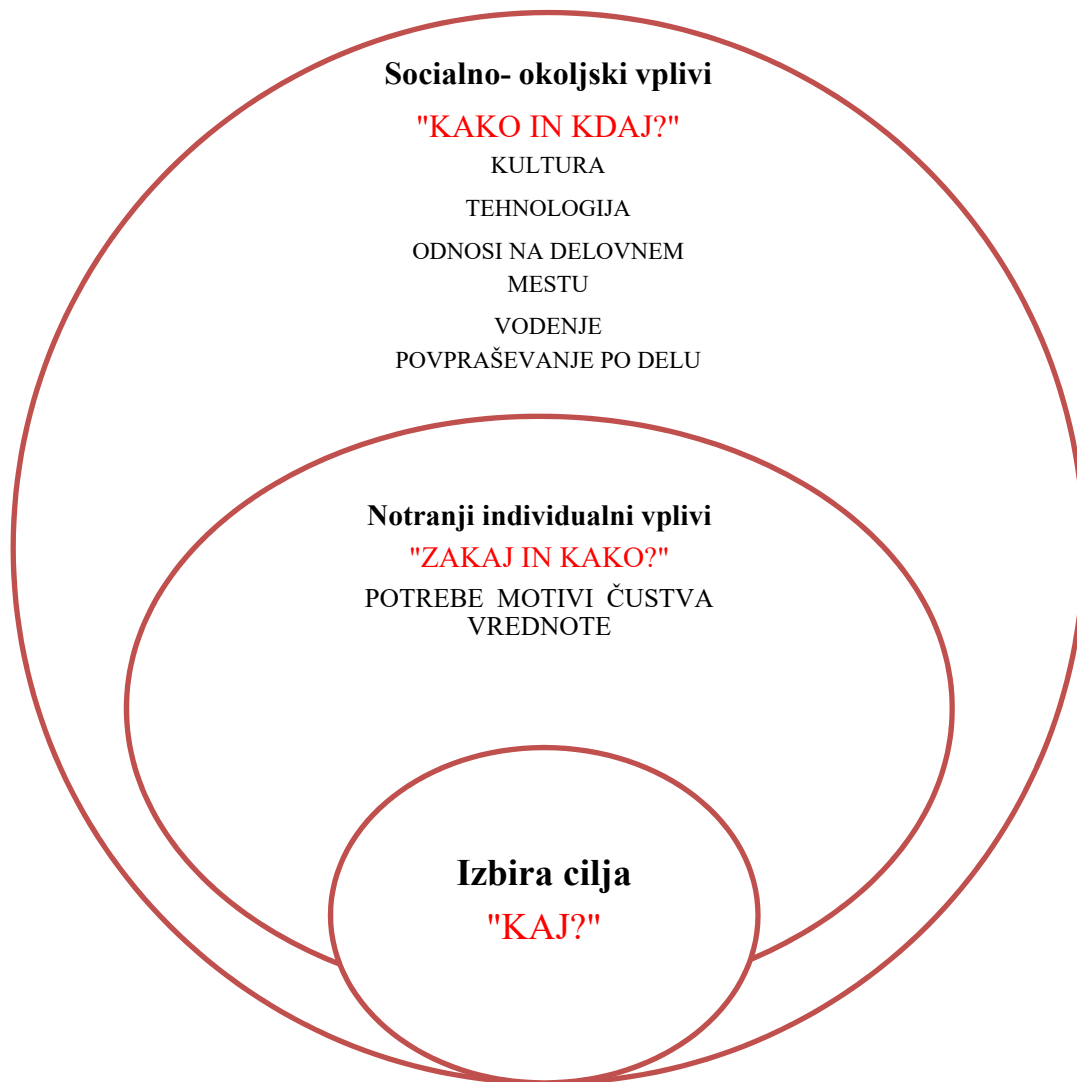 Socialno- okoljski vplivi
"KAKO IN KDAJ?"
KULTURA
TEHNOLOGIJA
ODNOSI NA DELOVNEM
MESTU
VODENJE
POVPRAŠEVANJE PO DELU
Notranji individualni vplivi
"ZAKAJ IN KAKO?"
POTREBE MOTIVI ČUSTVA
VREDNOTE
Izbira cilja
"KAJ?"